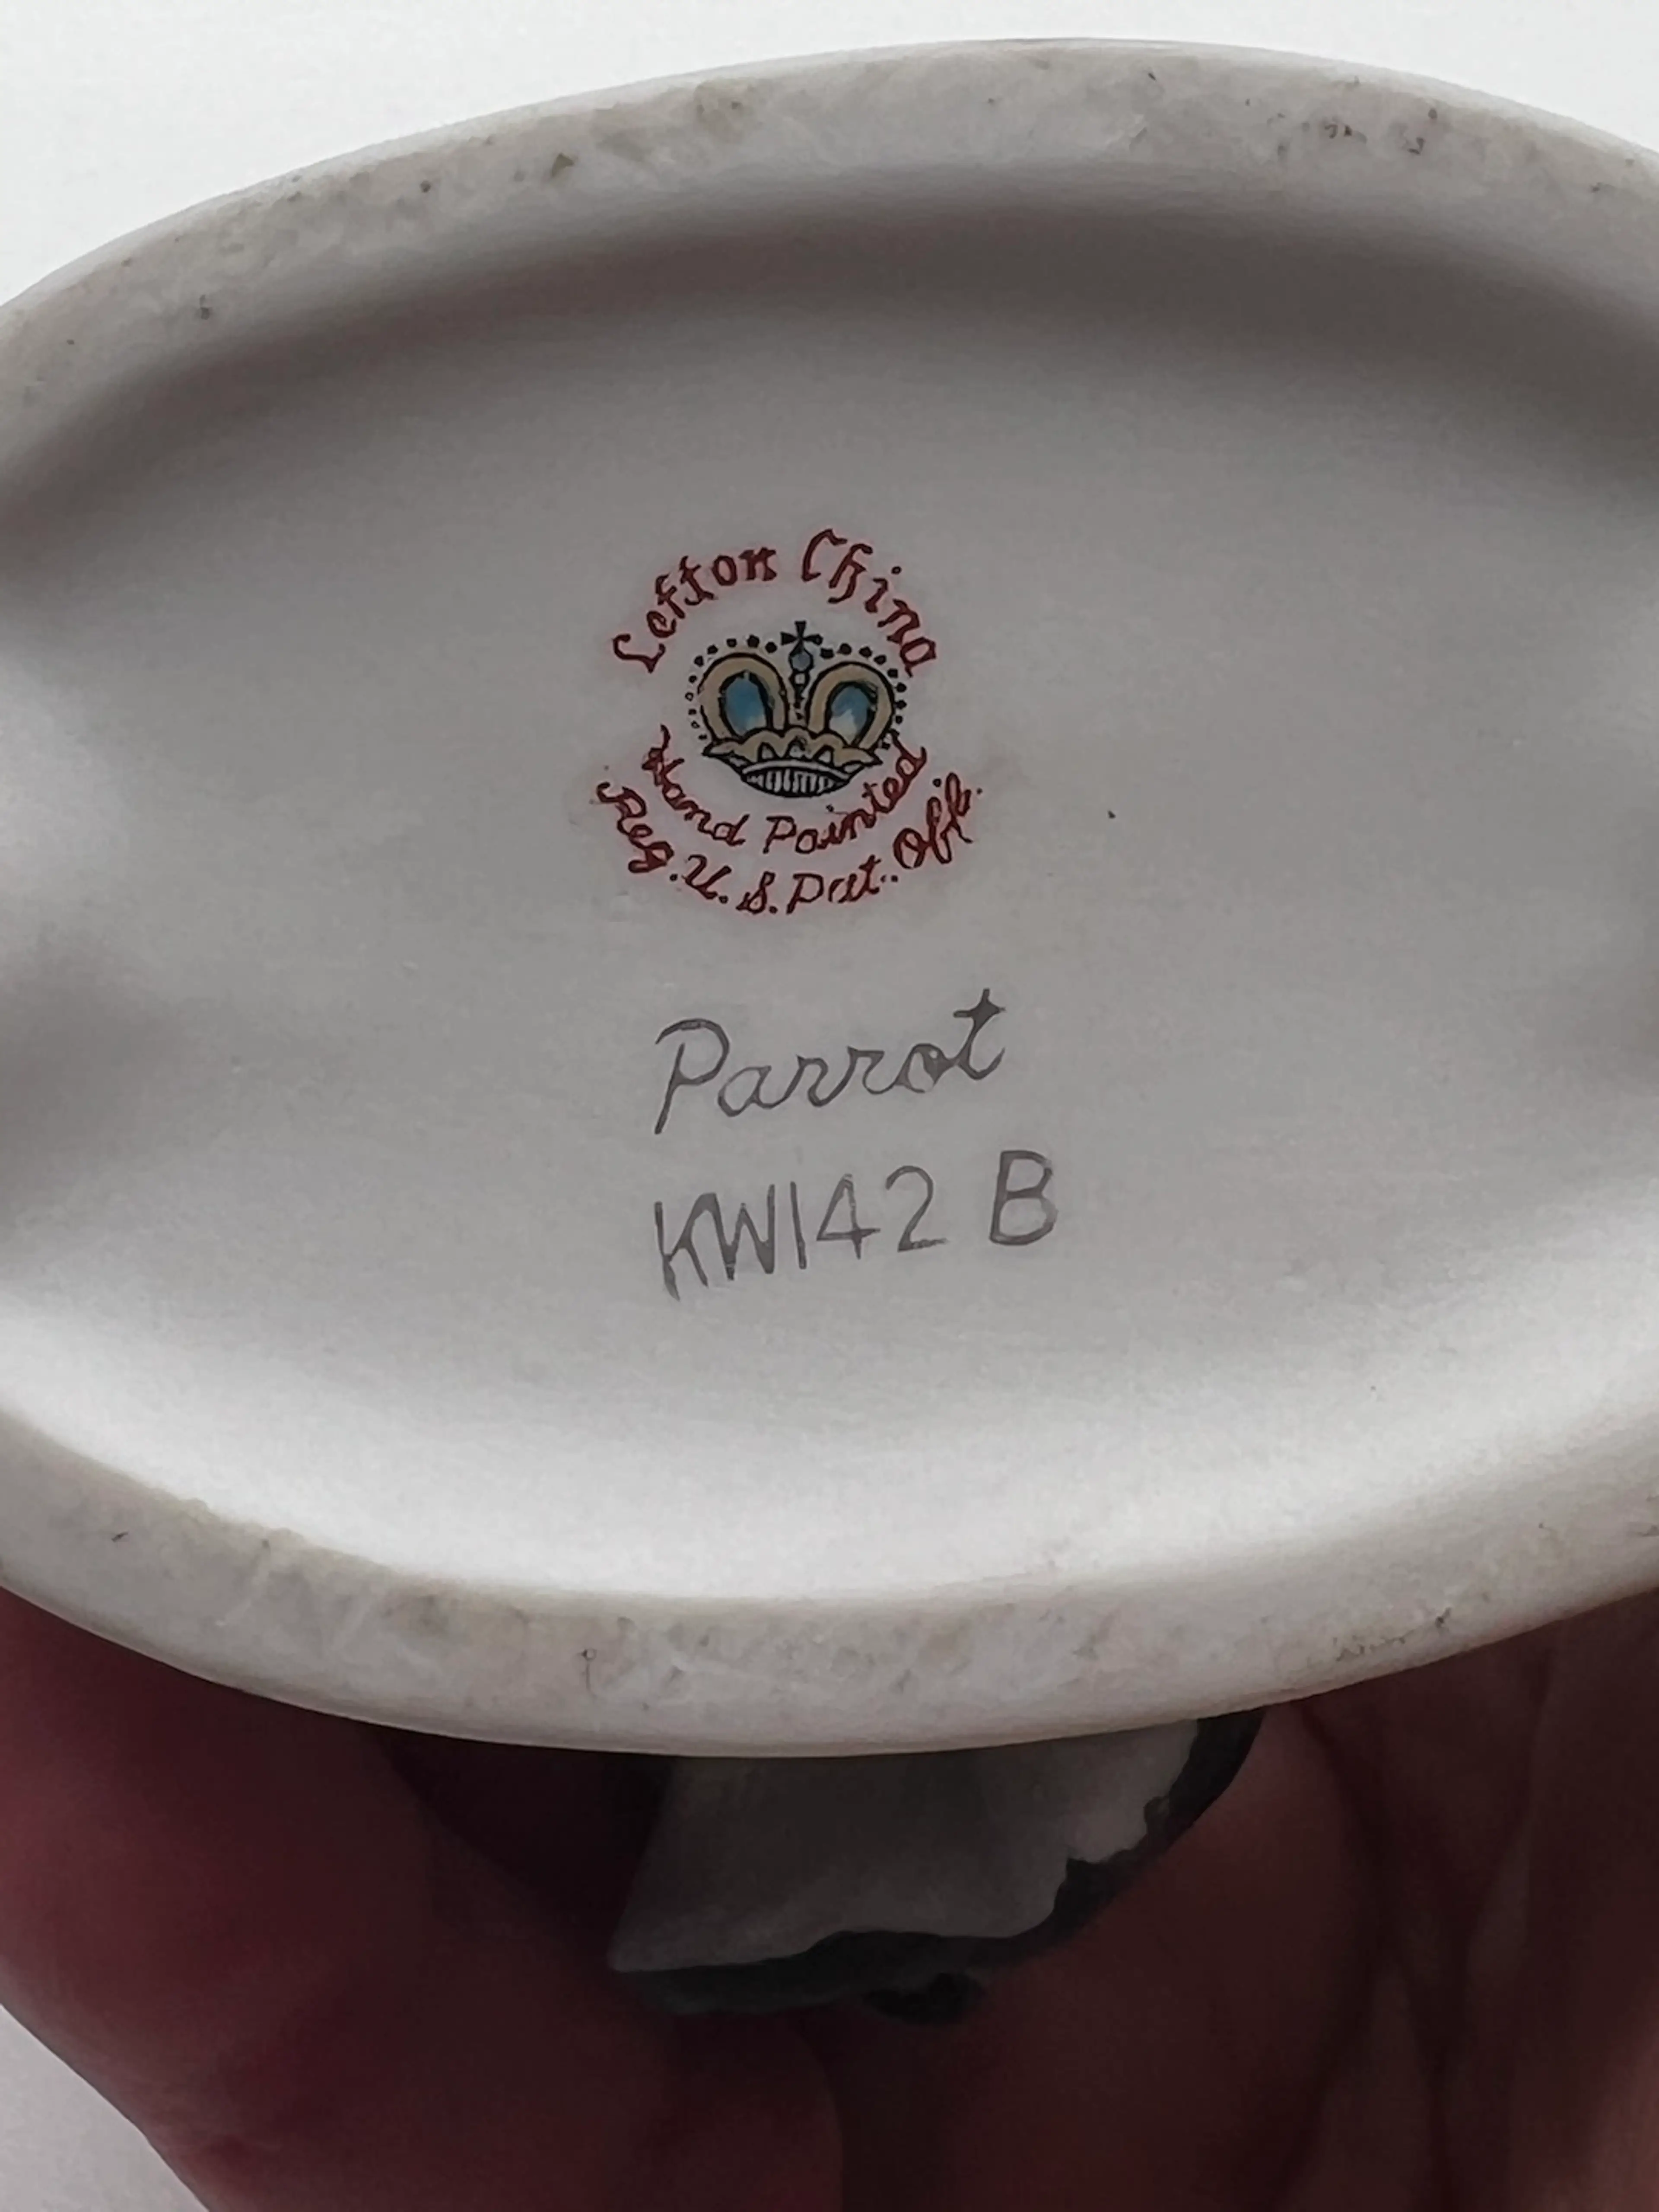 Lefton China
Hand Painted
Reg. U. S. Pat. Off.
Parrot
KW142 B